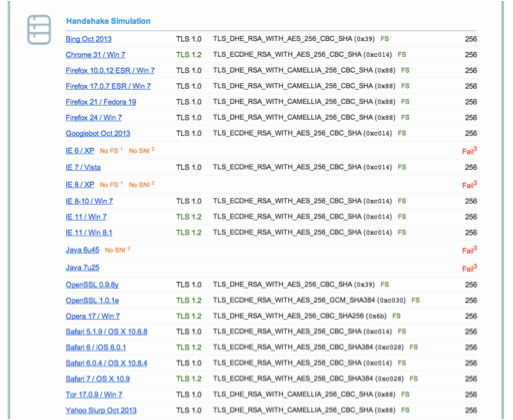 Handshake Simulation
Bing Oct 2013 TLS 1.0 TLS_DHE_RSA_WITH_AES_256_CBC_SHA (0x39) FS 256
Chrome 31 / Win 7 TLS 1.2 TLS_ECDHE_RSA_WITH_AES_256_CBC_SHA (0xc014) FS 256
Firefox 10.0.12 ESR / Win 7 TLS 1.0 TLS_DHE_RSA_WITH_CAMELLIA_256_CBC_SHA (0x88) FS 256
Firefox 17.0.7 ESR / Win 7 TLS 1.0 TLS_DHE_RSA_WITH_CAMELLIA_256_CBC_SHA (0x88) FS 256
Firefox 21 / Fedora 19 TLS 1.0 TLS_DHE_RSA_WITH_CAMELLIA_256_CBC_SHA (0x88) FS 256
Firefox 24 / Win 7 TLS 1.0 TLS_DHE_RSA_WITH_CAMELLIA_256_CBC_SHA (0x88) FS 256
Googlebot Oct 2013 TLS 1.0 TLS_ECDHE_RSA_WITH_AES_256_CBC_SHA (0xc014) FS 256
IE 6 / XP No FS 1 No SNI 2 Fail3
IE 7 / Vista TLS 1.0 TLS_ECDHE_RSA_WITH_AES_256_CBC_SHA (0xc014) FS 256
IE 8 / XP No FS 1 No SNI 2 Fail3
IE 8-10 / Win 7 TLS 1.0 TLS_ECDHE_RSA_WITH_AES_256_CBC_SHA (0xc014) FS 256
IE 11 / Win 7 TLS 1.2 TLS_ECDHE_RSA_WITH_AES_256_CBC_SHA (0xc014) FS 256
IE 11 / Win 8.1 TLS 1.2 TLS_ECDHE_RSA_WITH_AES_256_CBC_SHA (0xc014) FS 256
Java 6u45 No SNI 2 Fail3
Java 7u25 Fail3
OpenSSL 0.9.8y TLS 1.0 TLS_DHE_RSA_WITH_AES_256_CBC_SHA (0x39) FS 256
OpenSSL 1.0.1e TLS 1.2 TLS_ECDHE_RSA_WITH_AES_256_GCM_SHA384 (0xc030) FS 256
Opera 17 / Win 7 TLS 1.2 TLS_DHE_RSA_WITH_AES_256_CBC_SHA256 (0x6b) FS 256
Safari 5.1.9 / OS X 10.6.8 TLS 1.0 TLS_ECDHE_RSA_WITH_AES_256_CBC_SHA (0xc014) FS 256
Safari 6 / iOS 6.0.1 TLS 1.2 TLS_ECDHE_RSA_WITH_AES_256_CBC_SHA384 (0xc028) FS 256
Safari 6.0.4 / OS X 10.8.4 TLS 1.0 TLS_ECDHE_RSA_WITH_AES_256_CBC_SHA (0xc014) FS 256
Safari 7 / OS X 10.9 TLS 1.2 TLS_ECDHE_RSA_WITH_AES_256_CBC_SHA384 (0xc028) FS 256
Tor 17.0.9 / Win 7 TLS 1.0 TLS_DHE_RSA_WITH_CAMELLIA_256_CBC_SHA (0x88) FS 256
Yahoo Slurp Oct 2013 TLS 1.0 TLS_DHE_RSA_WITH_CAMELLIA_256_CBC_SHA (0x88) FS 256